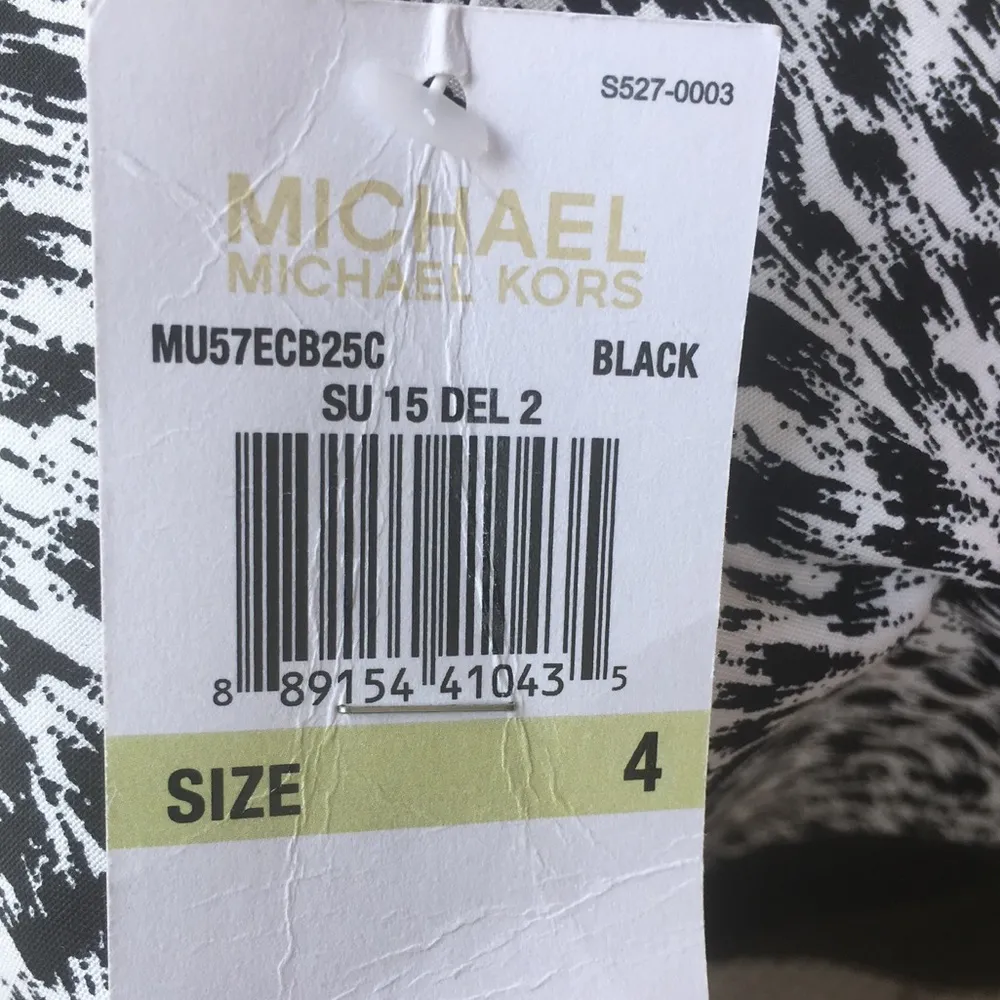 S527-0003
MICHAEL
MICHAEL KORS
MU57ECB25C BLACK
SU 15 DEL 2
8 89154 41043 5
SIZE 4